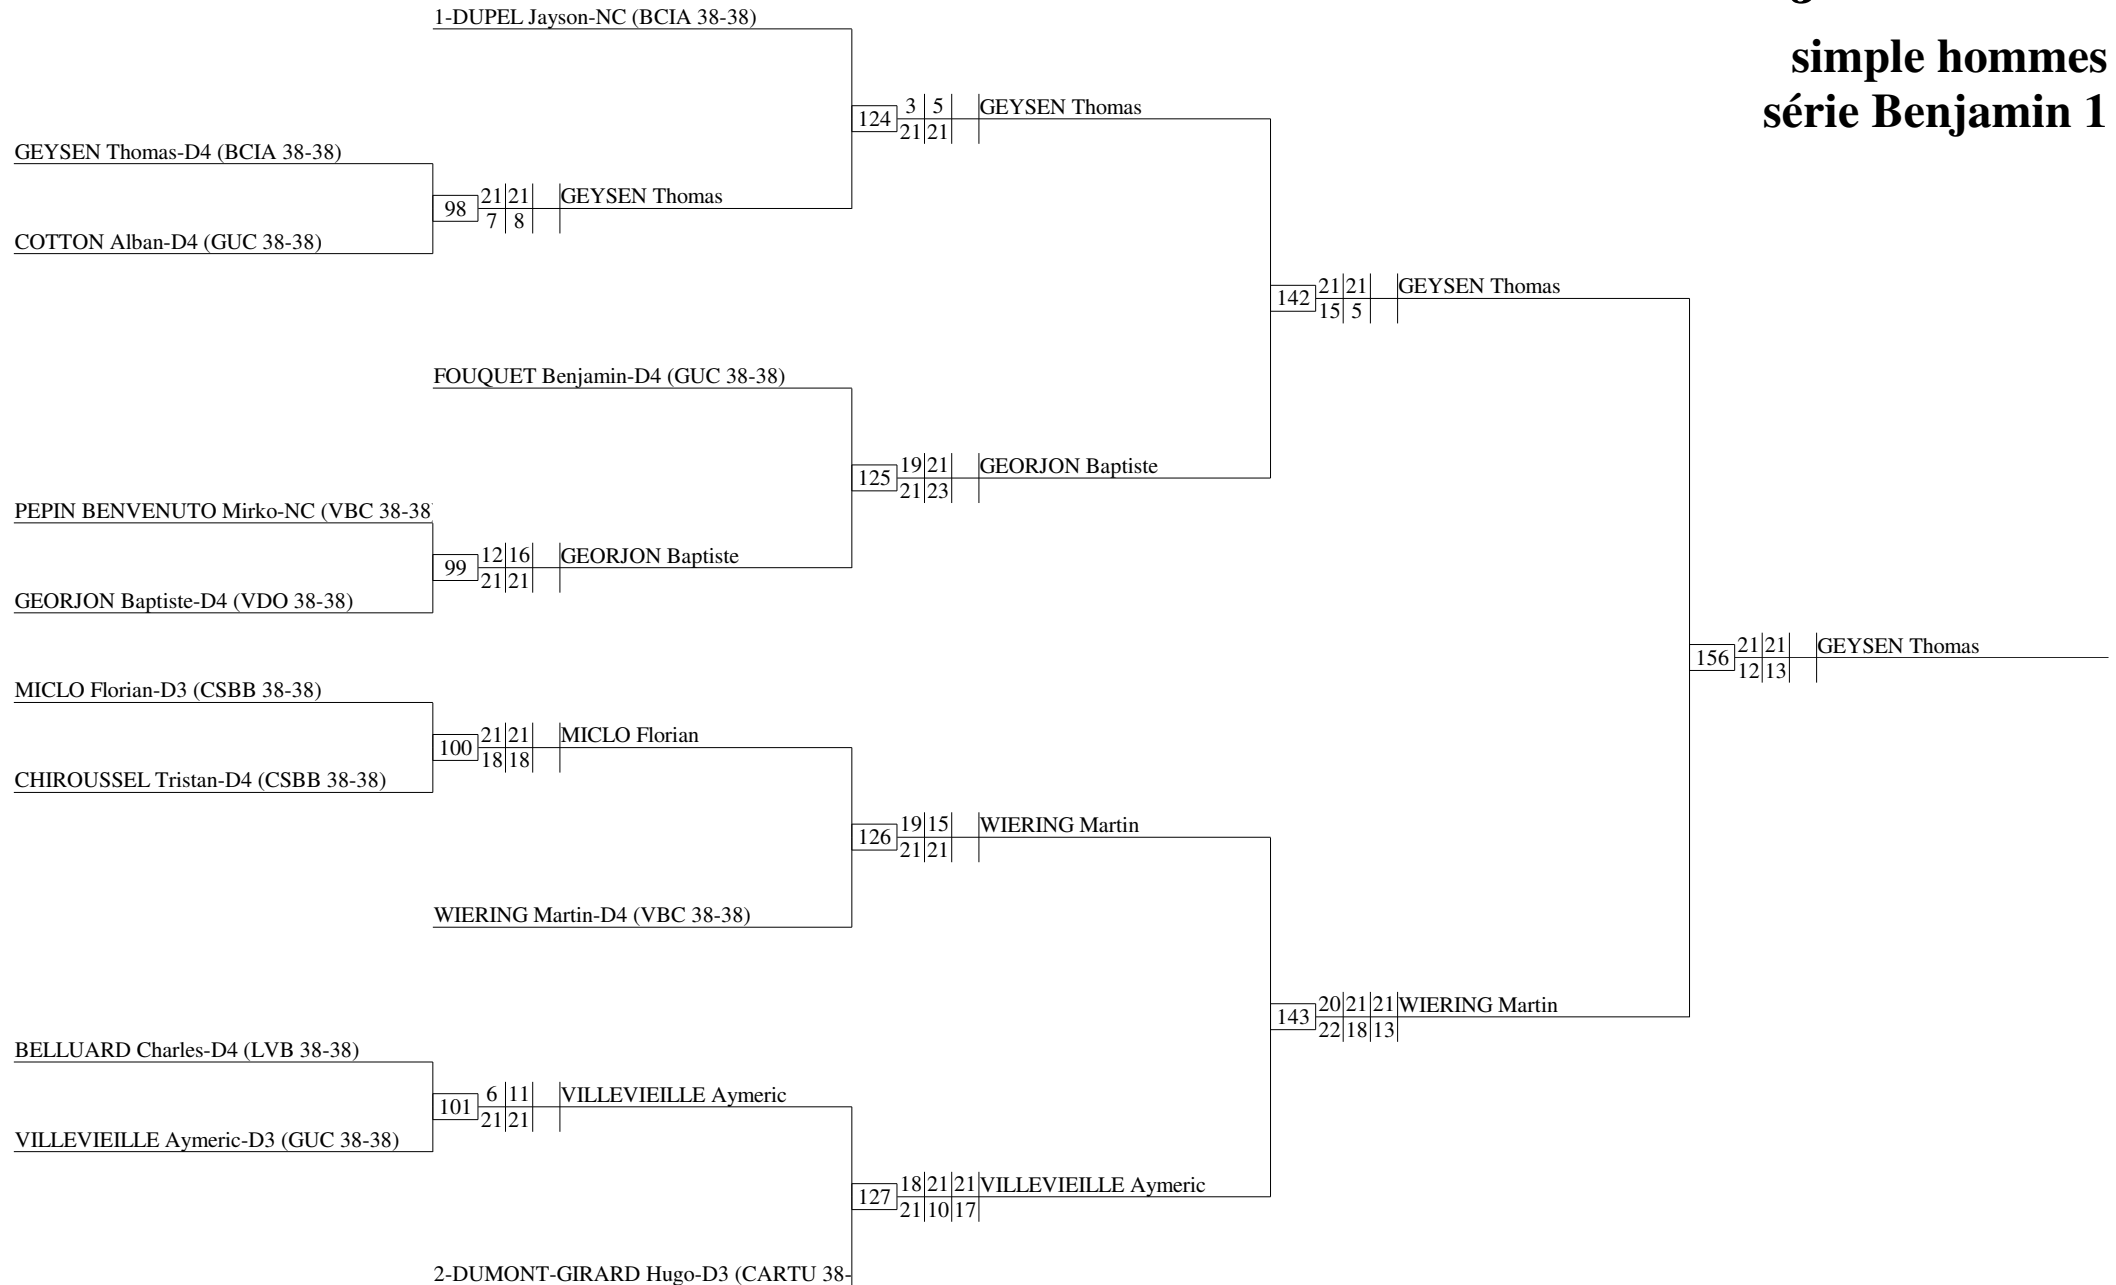 simple hommes
série Benjamin 1
1-DUPEL Jayson-NC (BCIA 38-38)
GEYSEN Thomas-D4 (BCIA 38-38)
COTTON Alban-D4 (GUC 38-38)
98
21 21
7 8
GEYSEN Thomas
124
3 5
21 21
GEYSEN Thomas
FOUQUET Benjamin-D4 (GUC 38-38)
PEPIN BENVENUTO Mirko-NC (VBC 38-38
GEORJON Baptiste-D4 (VDO 38-38)
99
12 16
21 21
GEORJON Baptiste
125
19 21
21 23
GEORJON Baptiste
142
21 21
15 5
GEYSEN Thomas
MICLO Florian-D3 (CSBB 38-38)
CHIROUSSEL Tristan-D4 (CSBB 38-38)
100
21 21
18 18
MICLO Florian
WIERING Martin-D4 (VBC 38-38)
126
19 15
21 21
WIERING Martin
BELLUARD Charles-D4 (LVB 38-38)
VILLEVIEILLE Aymeric-D3 (GUC 38-38)
101
6 11
21 21
VILLEVIEILLE Aymeric
2-DUMONT-GIRARD Hugo-D3 (CARTU 38-
127
18 21 21
21 10 17
VILLEVIEILLE Aymeric
143
20 21 21
22 18 13
WIERING Martin
156
21 21
12 13
GEYSEN Thomas